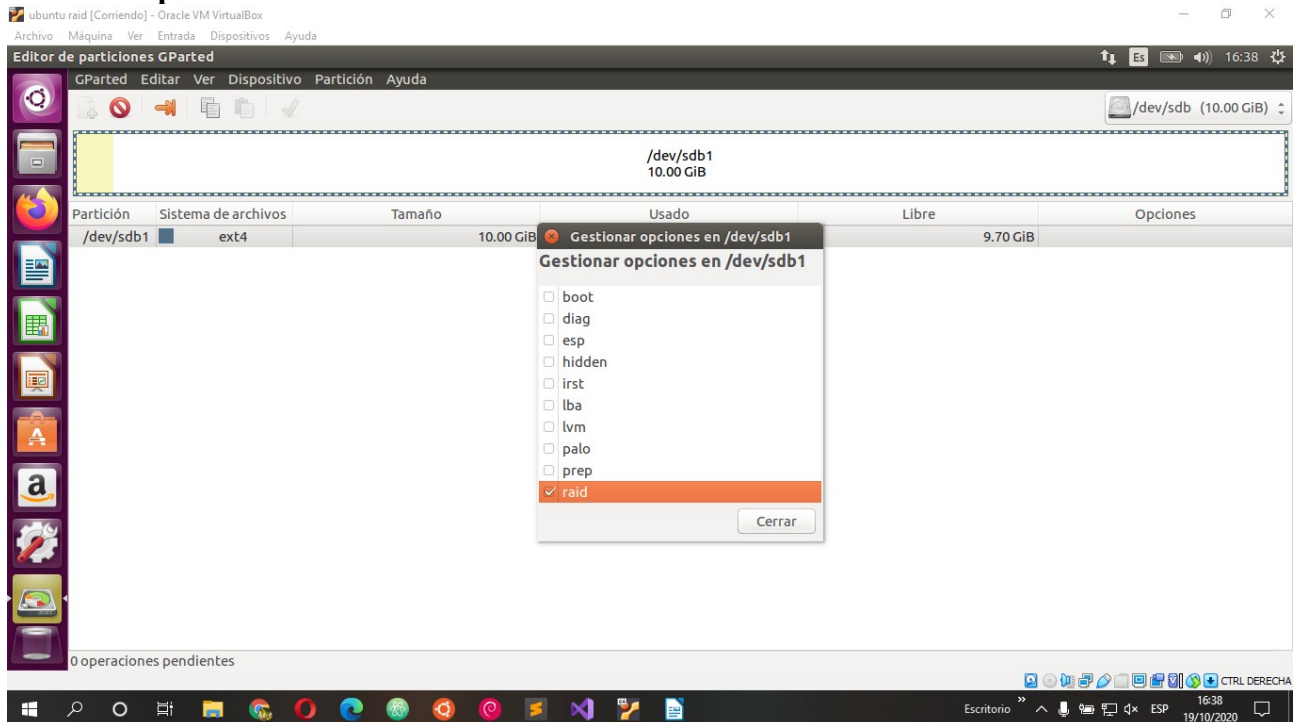 ubuntu raid [Corriendo] - Oracle VM VirtualBox
Archivo Máquina Ver Entrada Dispositivos Ayuda
Editor de particiones GParted Es 16:38
GParted Editar Ver Dispositivo Partición Ayuda
/dev/sdb (10.00 GiB)
/dev/sdb1
10.00 GiB
Partición Sistema de archivos Tamaño Usado Libre Opciones
/dev/sdb1 ext4 10.00 GiB 9.70 GiB
Gestionar opciones en /dev/sdb1
Gestionar opciones en /dev/sdb1
boot
diag
esp
hidden
irst
lba
lvm
palo
prep
raid
Cerrar
0 operaciones pendientes
CTRL DERECHA
Escritorio ESP 16:38
19/10/2020